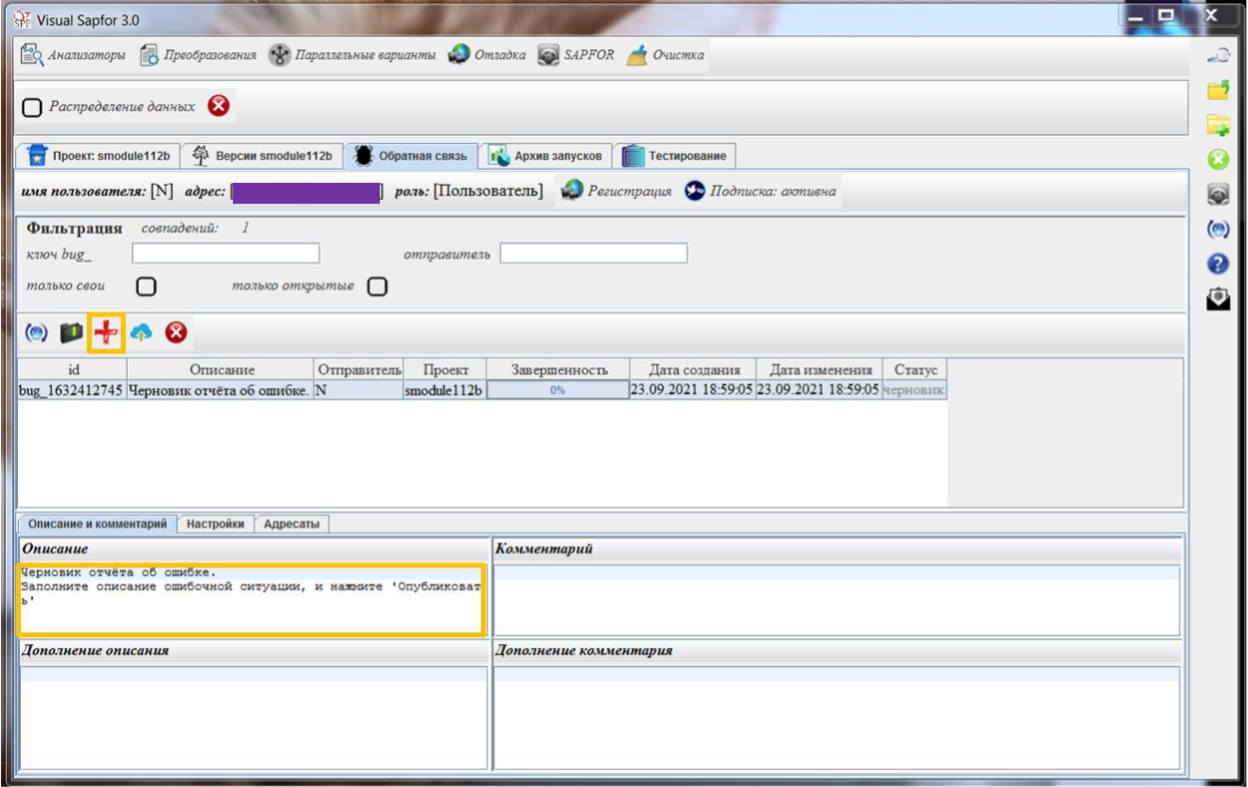 Visual Sapfor 3.0
Анализаторы Преобразования Параллельные варианты Отладка SAPFOR Очистка
Распределение данных
Проект: smodule112b Версии smodule112b Обратная связь Архив запусков Тестирование
имя пользователя: [N] адрес: [ ] роль: [Пользователь] Регистрация Подписка: активна
Фильтрация совпадений: 1
ключ bug_ отправитель
только свои только открытые
id Описание Отправитель Проект Завершенность Дата создания Дата изменения Статус
bug_1632412745 Черновик отчёта об ошибке. N smodule112b 0% 23.09.2021 18:59:05 23.09.2021 18:59:05 черновик
Описание и комментарий Настройки Адресаты
Описание Комментарий
Черновик отчёта об ошибке.
Заполните описание ошибочной ситуации, и нажмите 'Опубликоват
ь'
Дополнение описания Дополнение комментария